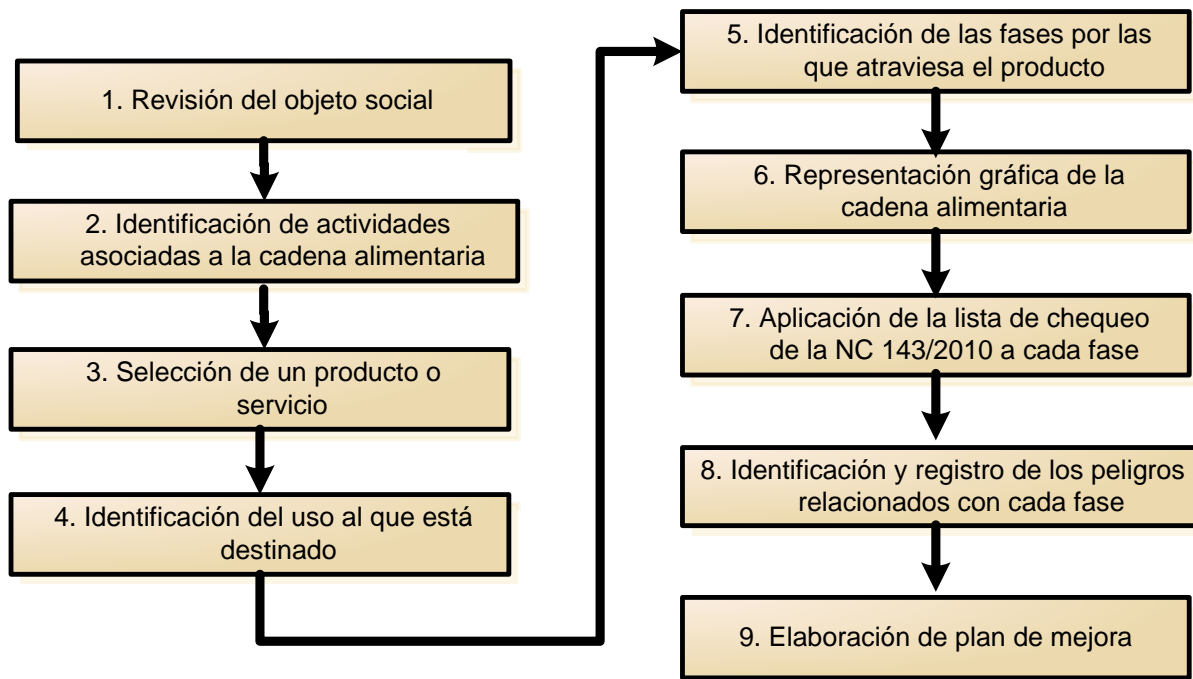 1. Revisión del objeto social
2. Identificación de actividades
asociadas a la cadena alimentaria
3. Selección de un producto o
servicio
4. Identificación del uso al que está
destinado
5. Identificación de las fases por las
que atraviesa el producto
6. Representación gráfica de la
cadena alimentaria
7. Aplicación de la lista de chequeo
de la NC 143/2010 a cada fase
8. Identificación y registro de los peligros
relacionados con cada fase
9. Elaboración de plan de mejora